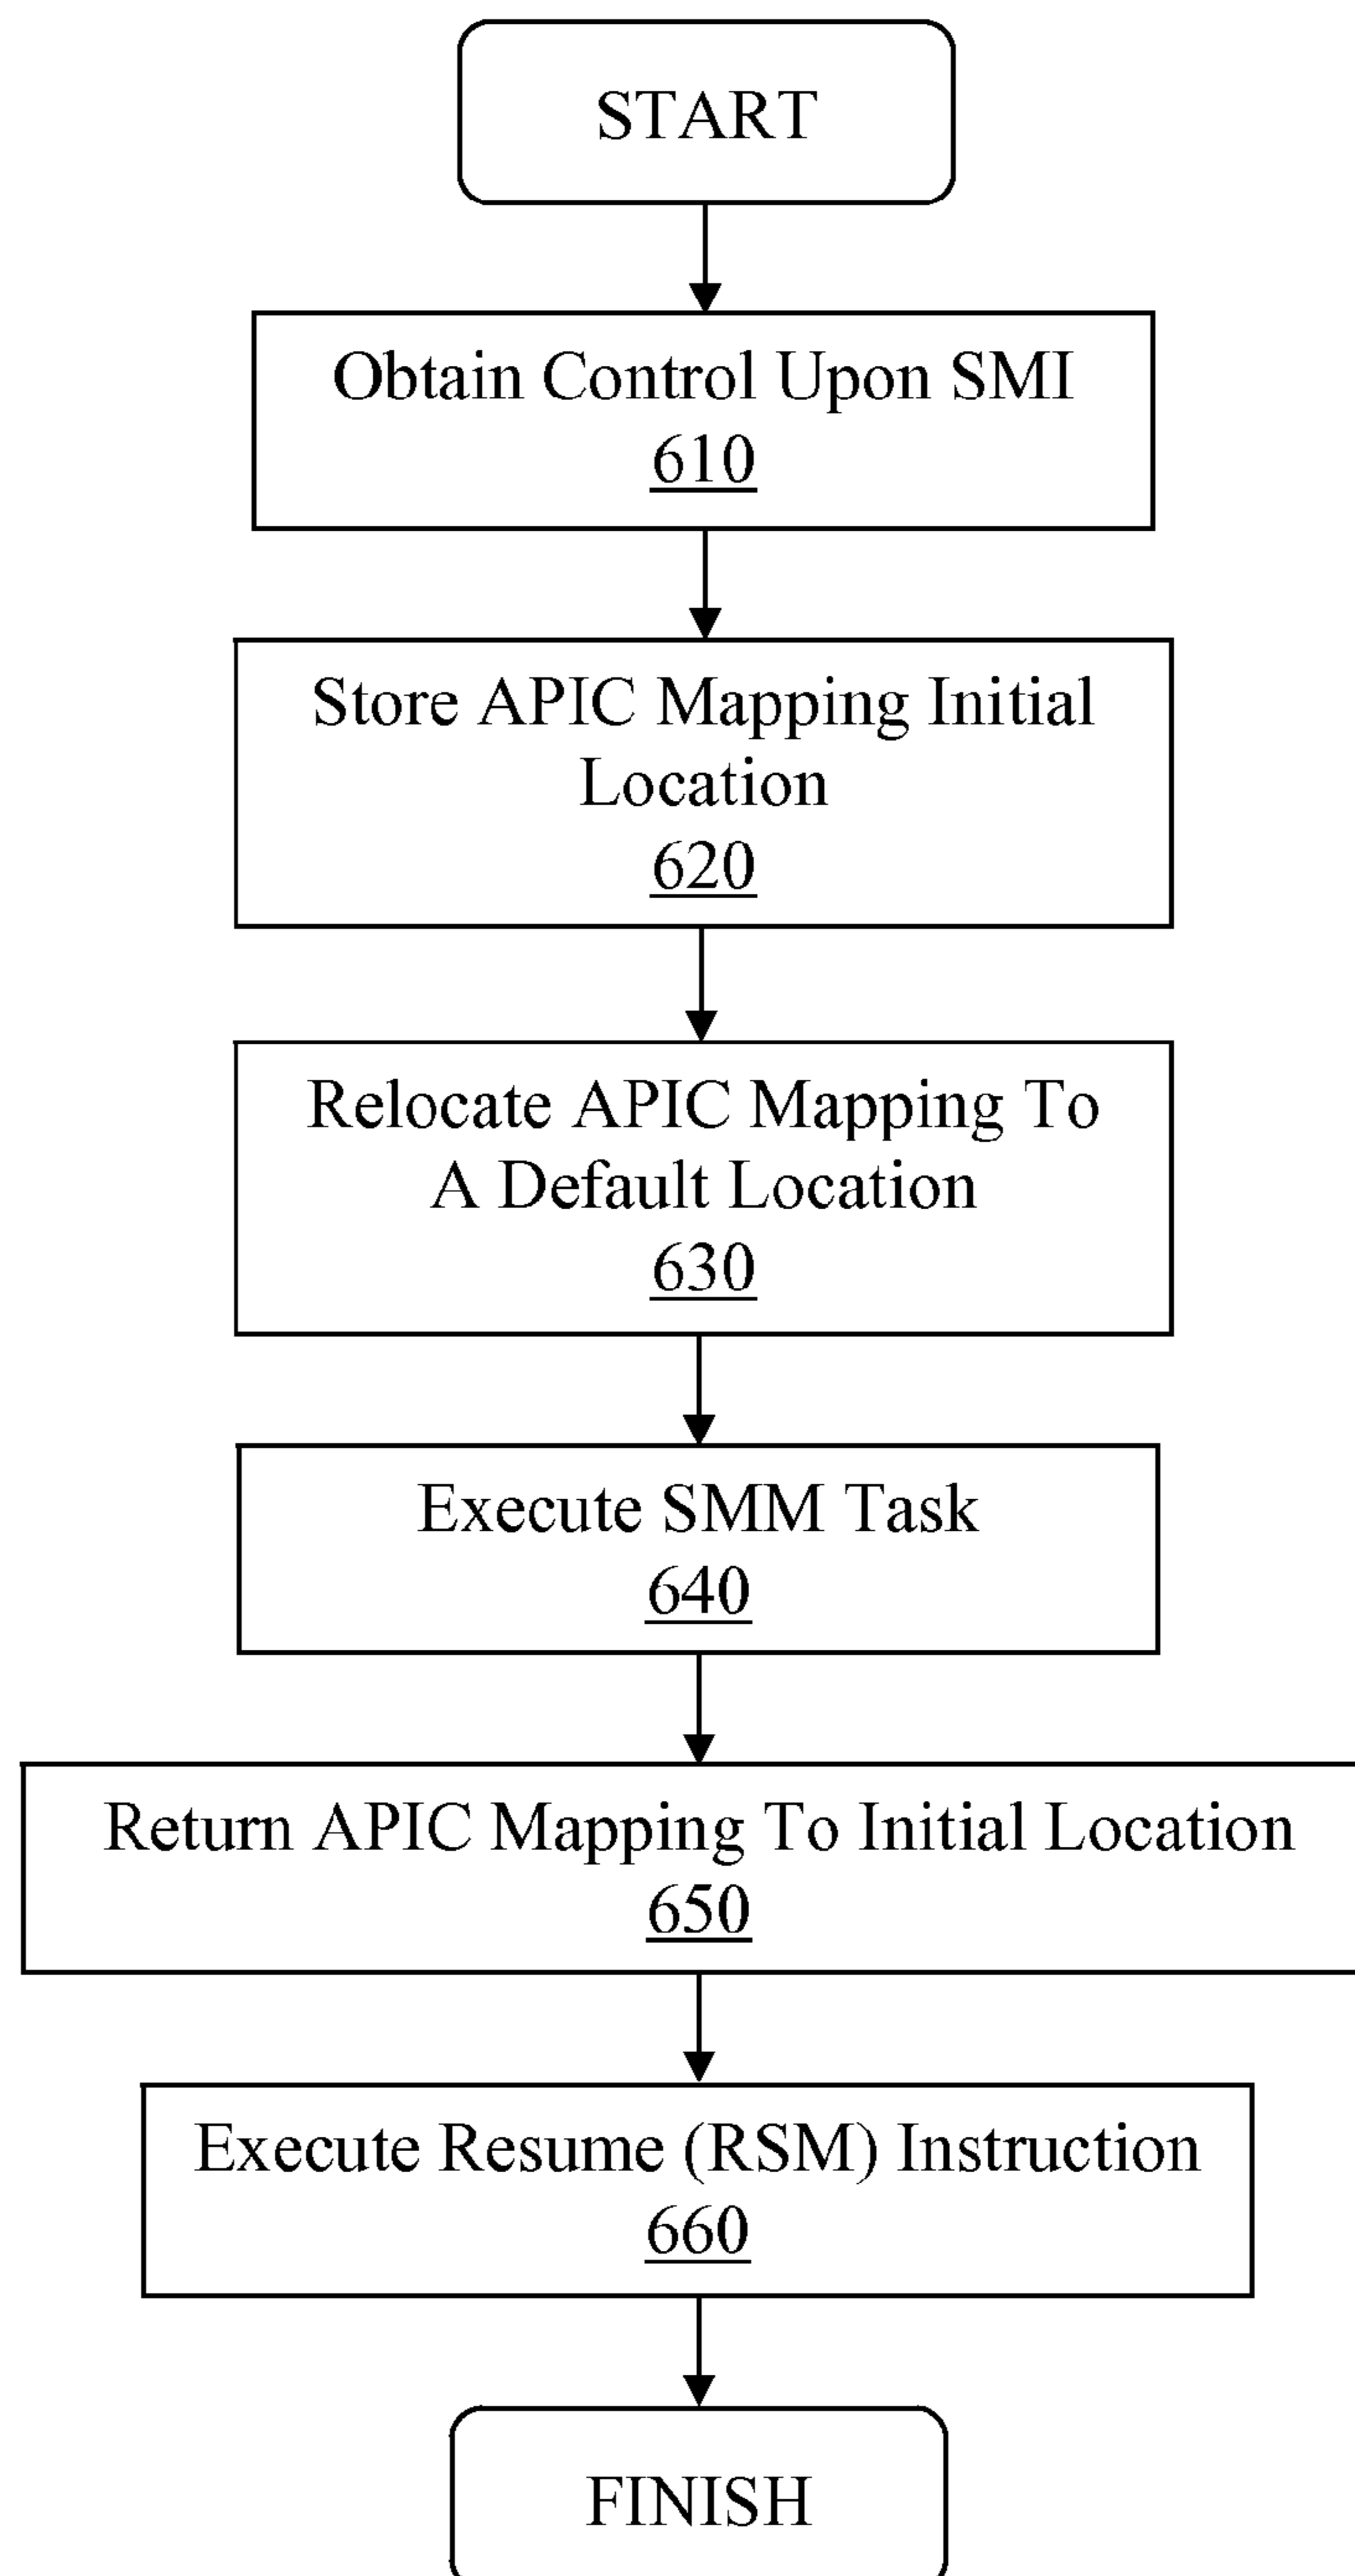 START
Obtain Control Upon SMI
610
Store APIC Mapping Initial
Location
620
Relocate APIC Mapping To
A Default Location
630
Execute SMM Task
640
Return APIC Mapping To Initial Location
650
Execute Resume (RSM) Instruction
660
FINISH